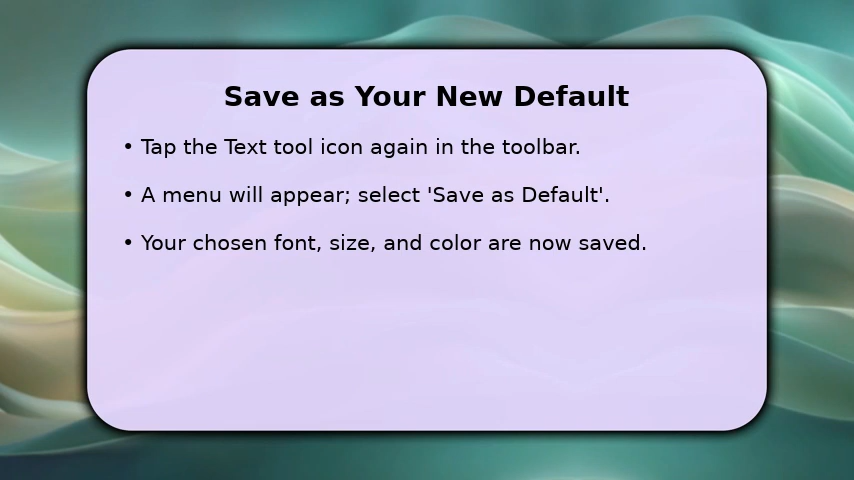 Save as Your New Default
• Tap the Text tool icon again in the toolbar.
• A menu will appear; select 'Save as Default'.
• Your chosen font, size, and color are now saved.